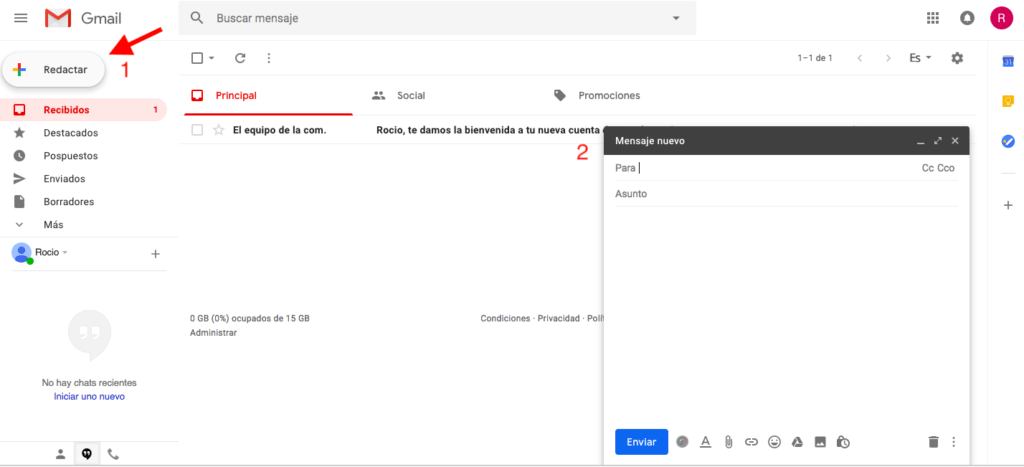 Gmail
Buscar mensaje
R
1
Redactar
1-1 de 1
Es
31
Principal
Social
Promociones
Recibidos 1
El equipo de la com. Rocio, te damos la bienvenida a tu nueva cuenta
Destacados
2
Mensaje nuevo
Pospuestos
Para
Cc Cco
Enviados
Asunto
Borradores
Más
Rocio
0 GB (0%) ocupados de 15 GB
Administrar
Condiciones · Privacidad ·
No hay chats recientes
Iniciar uno nuevo
Enviar